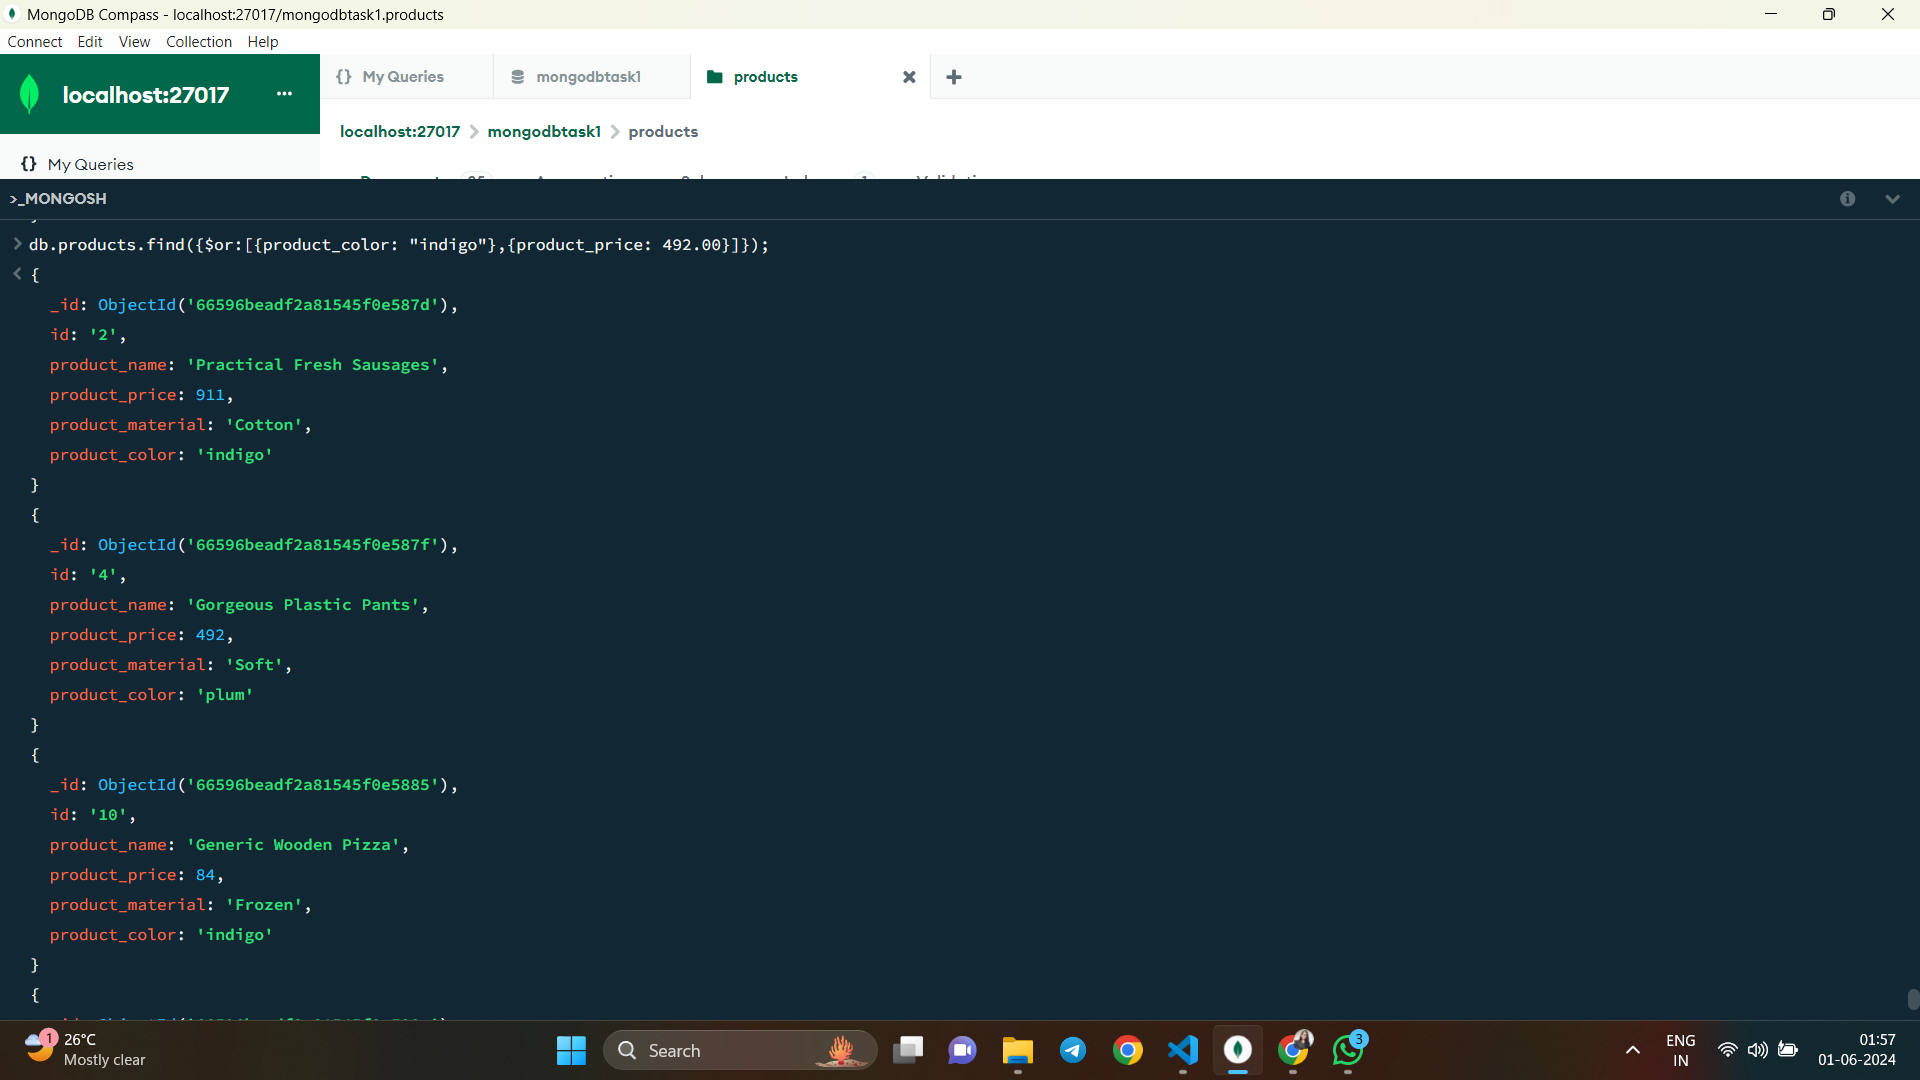 MongoDB Compass - localhost:27017/mongodbtask1.products
Connect Edit View Collection Help
localhost:27017 ...
{} My Queries
mongodbtask1
products
localhost:27017 > mongodbtask1 > products
{} My Queries
>_MONGOSH
> db.products.find({$or:[{product_color: "indigo"},{product_price: 492.00}]});
< {
_id: ObjectId('66596beadf2a81545f0e587d'),
id: '2',
product_name: 'Practical Fresh Sausages',
product_price: 911,
product_material: 'Cotton',
product_color: 'indigo'
}
{
_id: ObjectId('66596beadf2a81545f0e587f'),
id: '4',
product_name: 'Gorgeous Plastic Pants',
product_price: 492,
product_material: 'Soft',
product_color: 'plum'
}
{
_id: ObjectId('66596beadf2a81545f0e5885'),
id: '10',
product_name: 'Generic Wooden Pizza',
product_price: 84,
product_material: 'Frozen',
product_color: 'indigo'
}
{
1
26°C
Mostly clear
Search
3
ENG
IN
01:57
01-06-2024